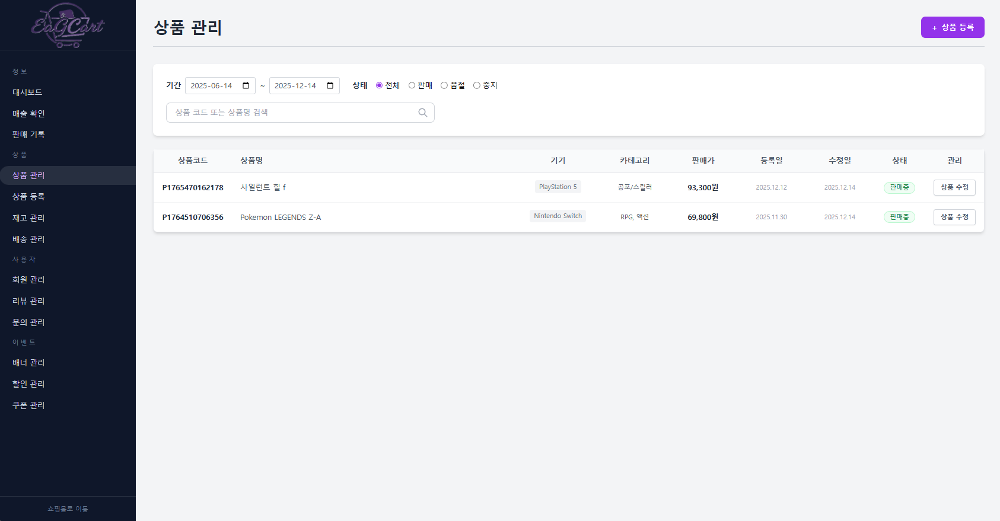 EaGCart
정보
대시보드
매출 확인
판매 기록
상품
상품 관리
상품 등록
재고 관리
배송 관리
사용자
회원 관리
리뷰 관리
문의 관리
이벤트
배너 관리
할인 관리
쿠폰 관리
쇼핑몰로 이동
상품 관리
+ 상품 등록
기간 2025-06-14 ~ 2025-12-14 상태 전체 판매 품절 중지
상품 코드 또는 상품명 검색
상품코드 상품명 기기 카테고리 판매가 등록일 수정일 상태 관리
P1765470162178 사일런트 힐 f PlayStation 5 공포/스릴러 93,300원 2025.12.12 2025.12.14 판매중 상품 수정
P1764510706356 Pokemon LEGENDS Z-A Nintendo Switch RPG, 액션 69,800원 2025.11.30 2025.12.14 판매중 상품 수정